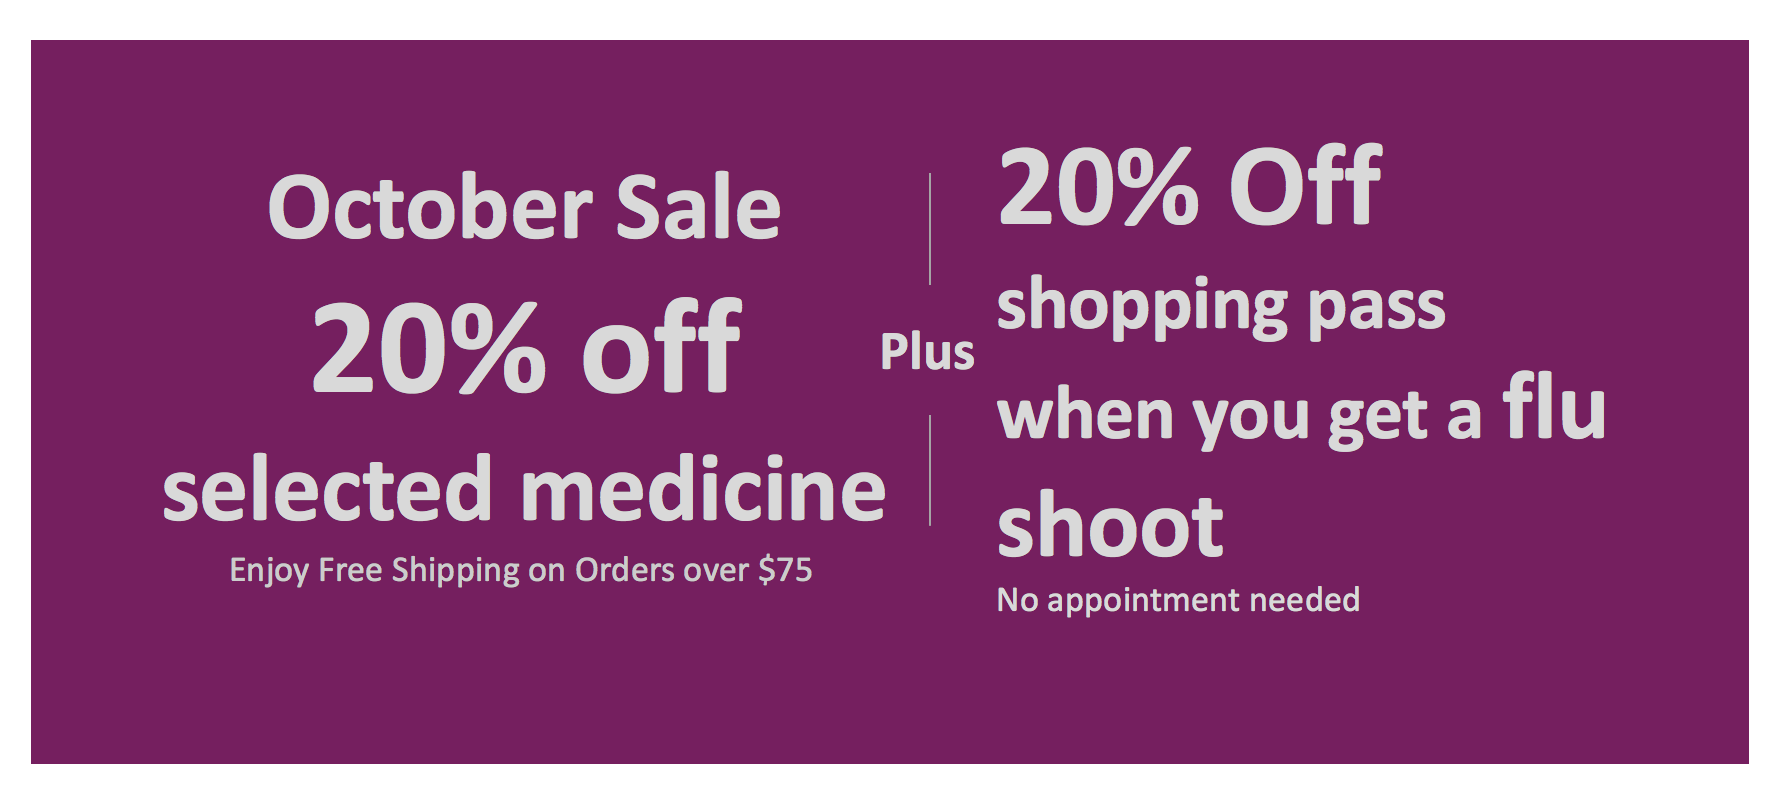 October Sale
20% off
selected medicine
Enjoy Free Shipping on Orders over $75
Plus
20% Off
shopping pass
when you get a flu
shoot
No appointment needed